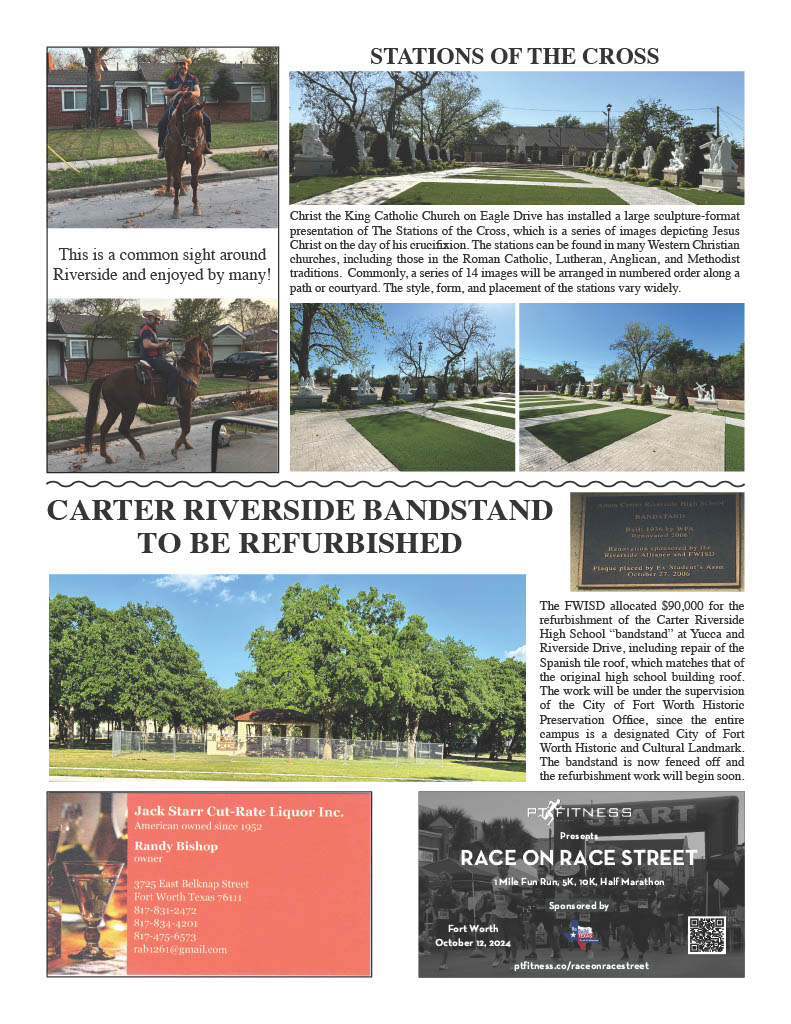 STATIONS OF THE CROSS
Christ the King Catholic Church on Eagle Drive has installed a large sculpture-format
presentation of The Stations of the Cross, which is a series of images depicting Jesus
Christ on the day of his crucifixion. The stations can be found in many Western Christian
churches, including those in the Roman Catholic, Lutheran, Anglican, and Methodist
traditions. Commonly, a series of 14 images will be arranged in numbered order along a
path or courtyard. The style, form, and placement of the stations vary widely.
This is a common sight around
Riverside and enjoyed by many!
CARTER RIVERSIDE BANDSTAND
TO BE REFURBISHED
Amon Carter Riverside High School
BANDSTAND
Built 1936 by WPA
Renovated 2006
Renovation sponsored by the
Riverside Alliance and FWISD
Plaque placed by Ex-Student's Assn.
October 27, 2006
The FWISD allocated $90,000 for the
refurbishment of the Carter Riverside
High School “bandstand” at Yucca and
Riverside Drive, including repair of the
Spanish tile roof, which matches that of
the original high school building roof.
The work will be under the supervision
of the City of Fort Worth Historic
Preservation Office, since the entire
campus is a designated City of Fort
Worth Historic and Cultural Landmark.
The bandstand is now fenced off and
the refurbishment work will begin soon.
Jack Starr Cut-Rate Liquor Inc.
American owned since 1952
Randy Bishop
owner
3725 East Belknap Street
Fort Worth Texas 76111
817-831-2472
817-834-4201
817-475-6573
rab1261@gmail.com
START
PT FITNESS
Presents
RACE ON RACE STREET
1 Mile Fun Run, 5K, 10K, Half Marathon
Sponsored by
TEXAS
Fort Worth
October 12, 2024
ptfitness.co/raceonracestreet